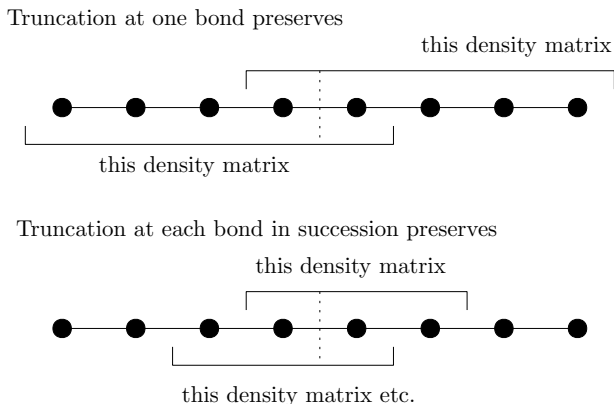 Truncation at one bond preserves
this density matrix
this density matrix
Truncation at each bond in succession preserves
this density matrix
this density matrix etc.